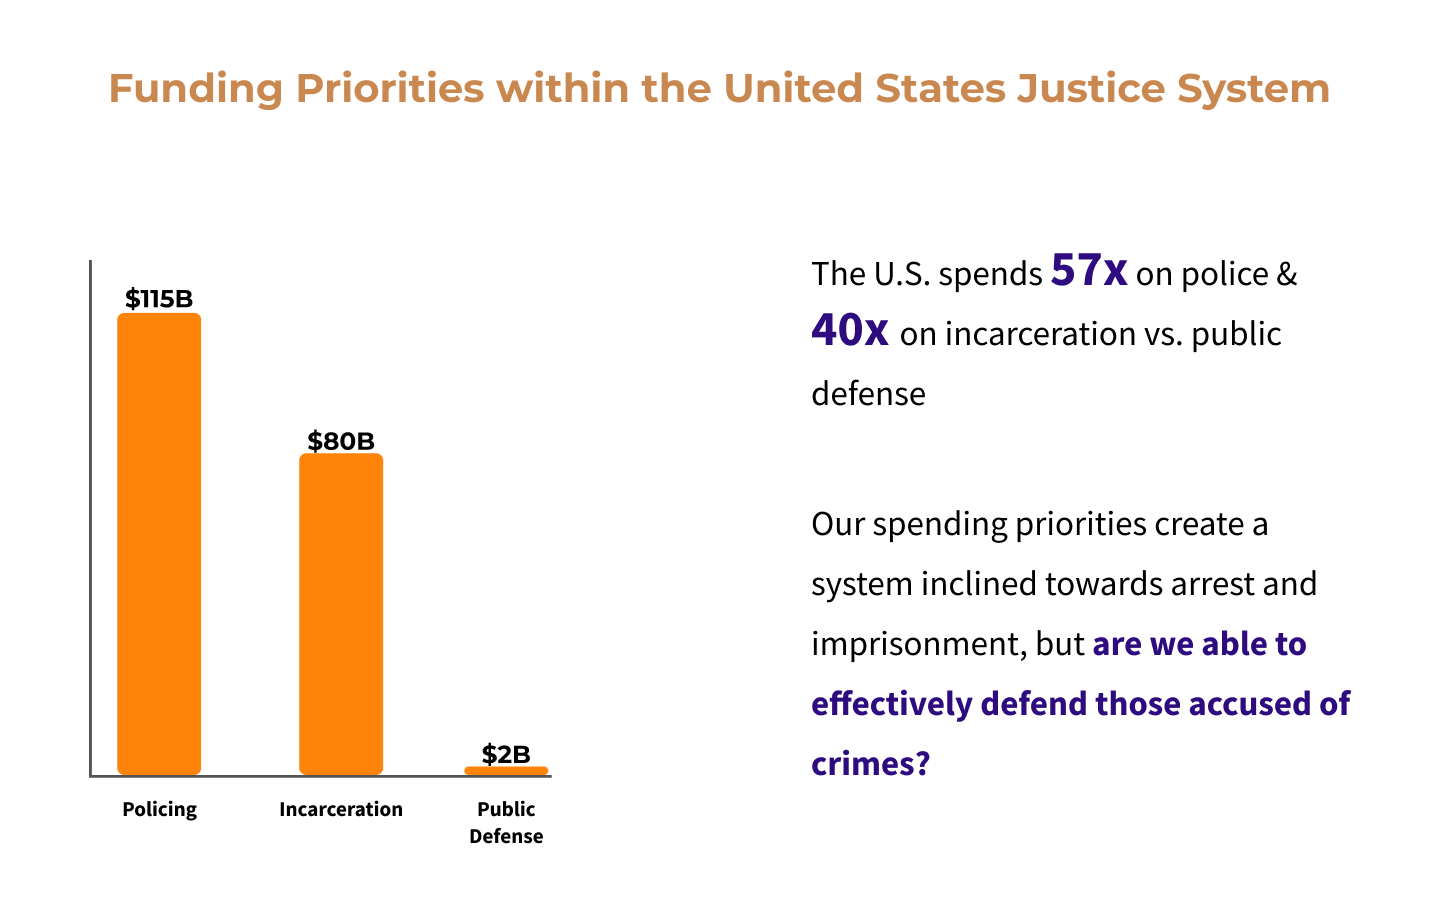 Funding Priorities within the United States Justice System
$115B
$80B
$2B
Policing
Incarceration
Public
Defense
The U.S. spends 57x on police &
40x on incarceration vs. public
defense
Our spending priorities create a
system inclined towards arrest and
imprisonment, but are we able to
effectively defend those accused of
crimes?